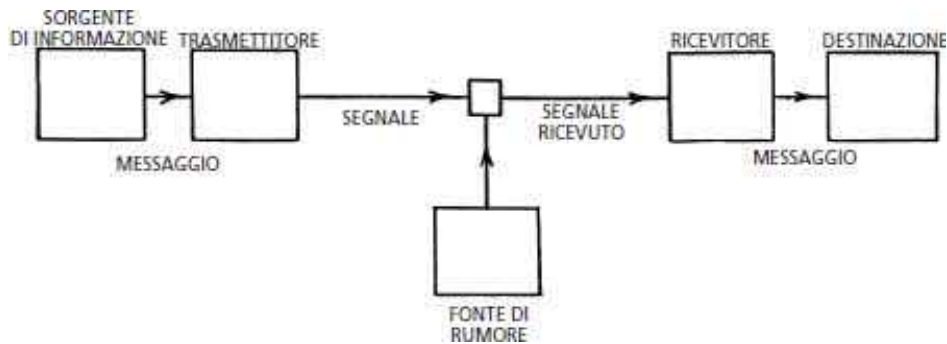 SORGENTE
DI INFORMAZIONE
TRASMETTITORE
RICEVITORE
DESTINAZIONE
SEGNALE
SEGNALE
RICEVUTO
MESSAGGIO
MESSAGGIO
FONTE DI
RUMORE